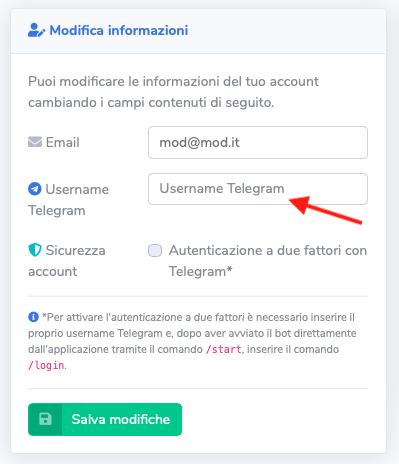 Modifica informazioni
Puoi modificare le informazioni del tuo account
cambiando i campi contenuti di seguito.
Email
mod@mod.it
Username
Telegram
Username Telegram
Sicurezza
account
Autenticazione a due fattori con
Telegram*
*Per attivare l'autenticazione a due fattori è necessario inserire il
proprio username Telegram e, dopo aver avviato il bot direttamente
dall'applicazione tramite il comando /start, inserire il comando
/login.
Salva modifiche